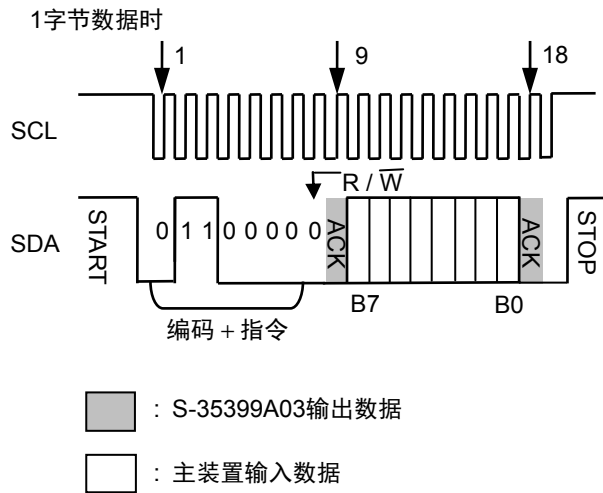 1字节数据时
1 9 18
SCL
R / W
SDA START 0 1 1 0 0 0 0 0 ACK ACK STOP
B7 B0
编码 + 指令
: S-35399A03输出数据
: 主装置输入数据